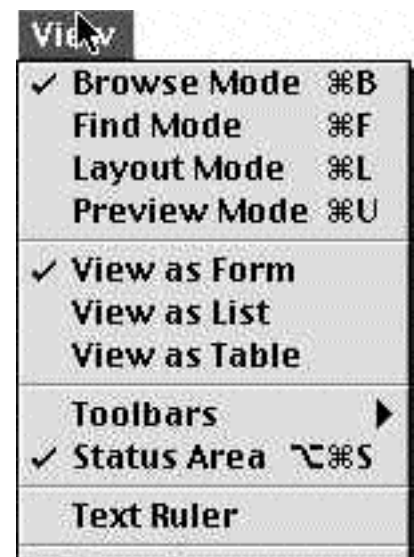 View
✓ Browse Mode ⌘B
Find Mode ⌘F
Layout Mode ⌘L
Preview Mode ⌘U
✓ View as Form
View as List
View as Table
Toolbars ▶
✓ Status Area ⌥⌘S
Text Ruler